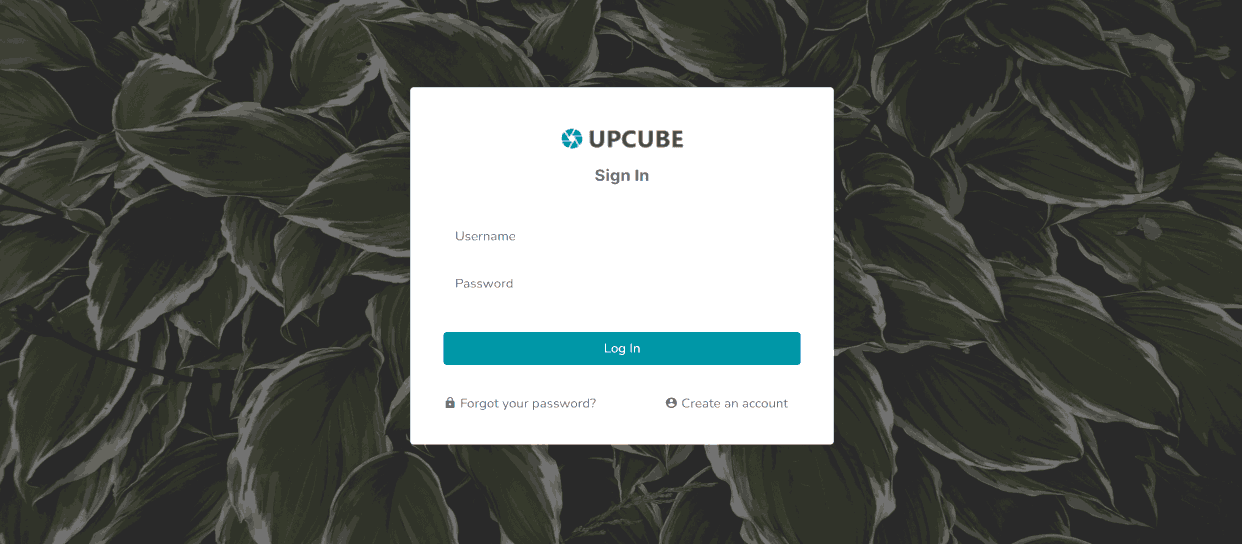 UPCUBE
Sign In
Username
Password
Log In
Forgot your password?
Create an account